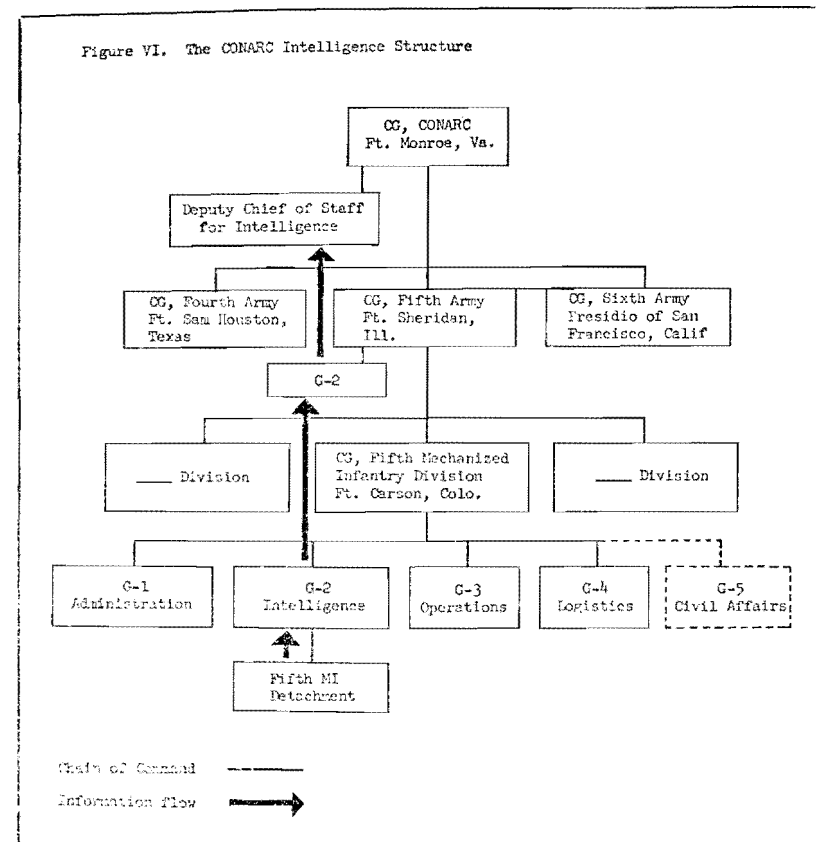 Figure VI. The CONARC Intelligence Structure
CG, CONARC
Ft. Monroe, Va.
Deputy Chief of Staff
for Intelligence
CG, Fourth Army
Ft. Sam Houston,
Texas
CG, Fifth Army
Ft. Sheridan,
Ill.
CG, Sixth Army
Presidio of San
Francisco, Calif
G-2
____ Division
CG, Fifth Mechanized
Infantry Division
Ft. Carson, Colo.
____ Division
G-1
Administration
G-2
Intelligence
G-3
Operations
G-4
Logistics
G-5
Civil Affairs
Fifth MI
Detachment
Chain of Command
Information flow